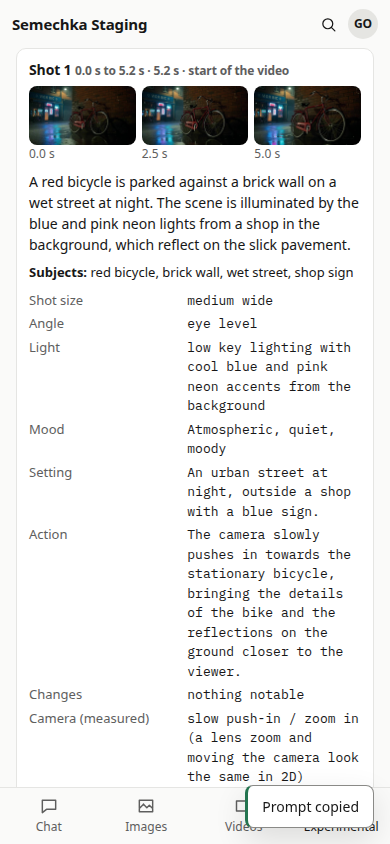 Semechka Staging
GO
Shot 1 0.0 s to 5.2 s · 5.2 s · start of the video
0.0 s
2.5 s
5.0 s
A red bicycle is parked against a brick wall on a
wet street at night. The scene is illuminated by the
blue and pink neon lights from a shop in the
background, which reflect on the slick pavement.
Subjects: red bicycle, brick wall, wet street, shop sign
Shot size
medium wide
Angle
eye level
Light
low key lighting with
cool blue and pink
neon accents from the
background
Mood
Atmospheric, quiet,
moody
Setting
An urban street at
night, outside a shop
with a blue sign.
Action
The camera slowly
pushes in towards the
stationary bicycle,
bringing the details
of the bike and the
reflections on the
ground closer to the
viewer.
Changes
nothing notable
Camera (measured)
slow push-in / zoom in
(a lens zoom and
moving the camera look
the same in 2D)
Prompt copied
Chat
Images
Videos
Experimental